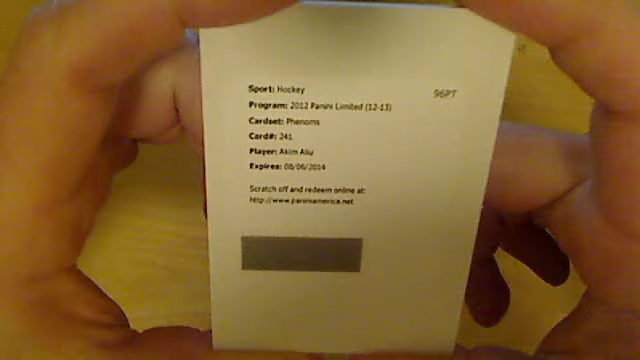 Sport: Hockey
96PT
Program: 2012 Panini Limited (12-13)
Cardset: Phenoms
Card#: 241
Player: Akim Aliu
Expires: 08/06/2014
Scratch off and redeem online at:
http://www.paniniamerica.net